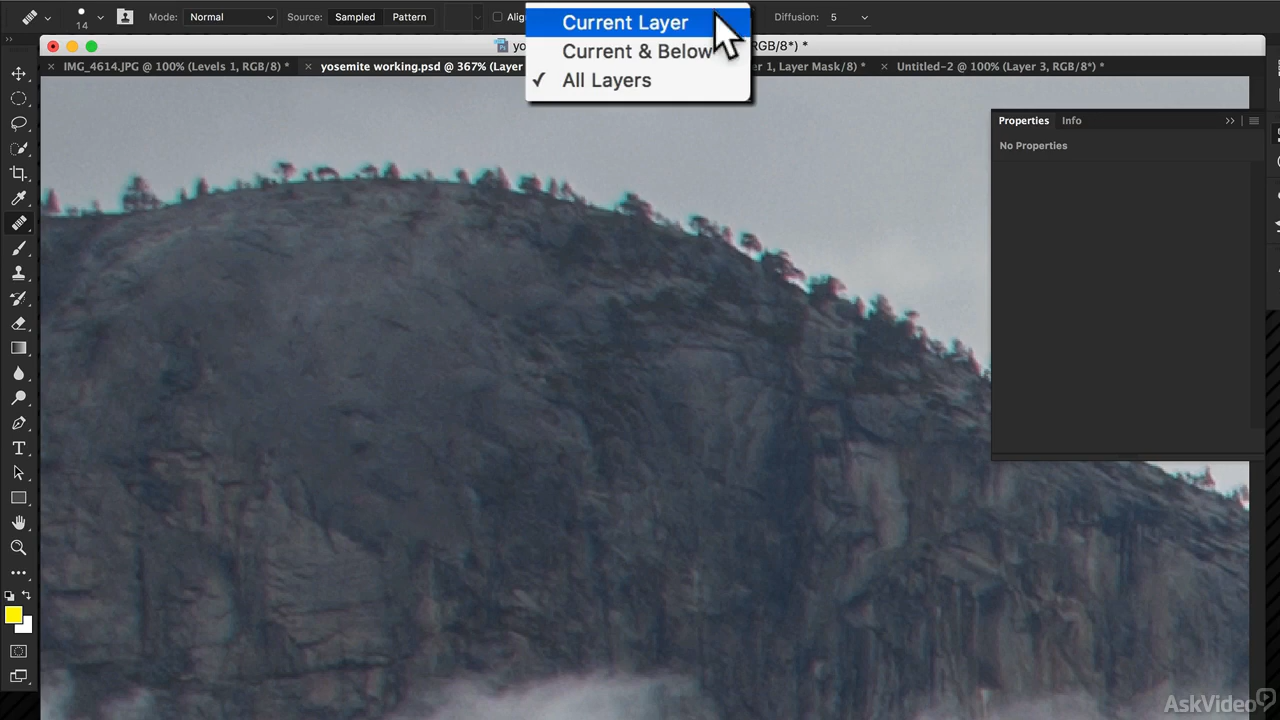 14 Mode: Normal Source: Sampled Pattern Diffusion: 5
Current Layer
Current & Below
✓ All Layers
RGB/8*) *
IMG_4614.JPG @ 100% (Levels 1, RGB/8) * yosemite working.psd @ 367% (Layer 1, Layer Mask/8) * Untitled-2 @ 100% (Layer 3, RGB/8*) *
Properties Info
No Properties
T
AskVideo